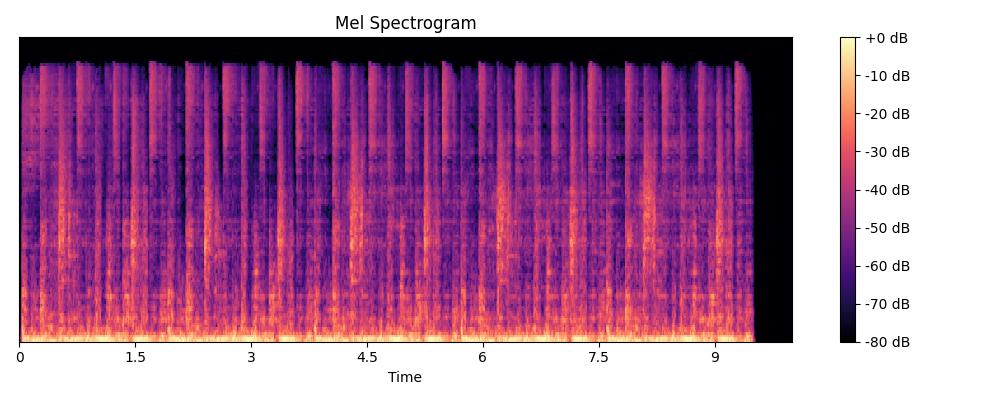 Mel Spectrogram
+0 dB
-10 dB
-20 dB
-30 dB
-40 dB
-50 dB
-60 dB
-70 dB
-80 dB
0
1.5
3
4.5
6
7.5
9
Time